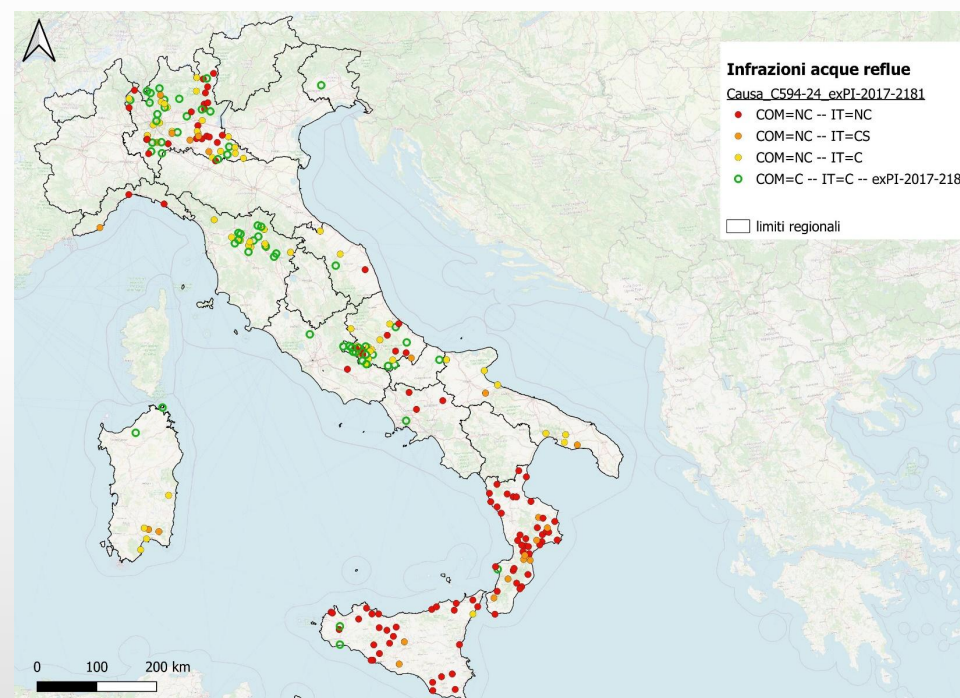 Infrazioni acque reflue
Causa_C594-24_exPI-2017-2181
COM=NC -- IT=NC
COM=NC -- IT=CS
COM=NC -- IT=C
COM=C -- IT=C -- exPI-2017-218
limiti regionali
0 100 200 km